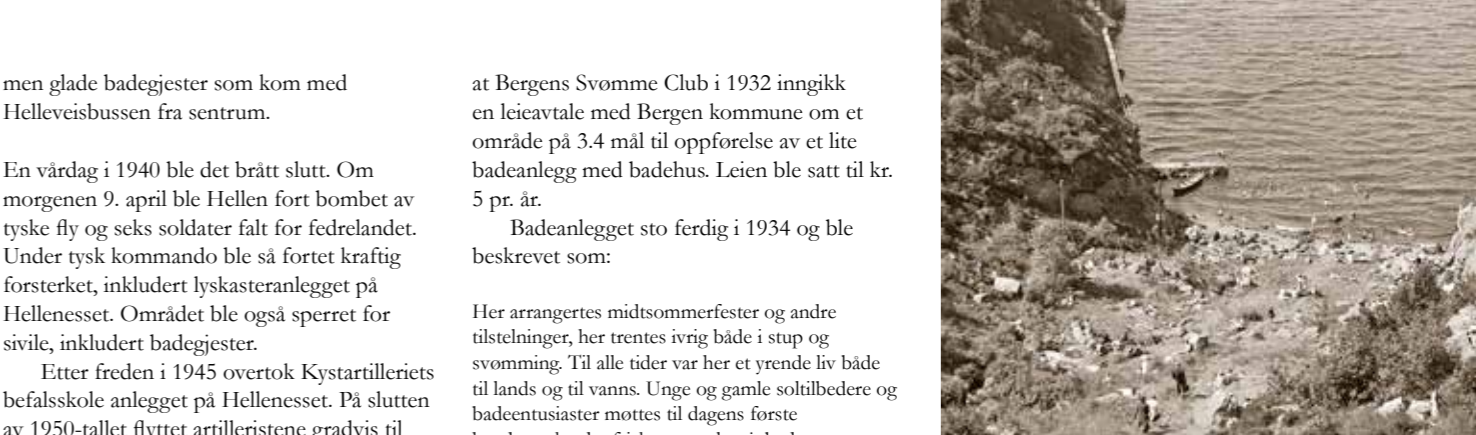 men glade badegjester som kom med
Helleveisbussen fra sentrum.
En vårdag i 1940 ble det brått slutt. Om
morgenen 9. april ble Hellen fort bombet av
tyske fly og seks soldater falt for fedrelandet.
Under tysk kommando ble så fortet kraftig
forsterket, inkludert lyskasteranlegget på
Hellenesset. Området ble også sperret for
sivile, inkludert badegjester.
Etter freden i 1945 overtok Kystartilleriets
befalsskole anlegget på Hellenesset. På slutten
av 1950-tallet flyttet artilleristene gradvis til
at Bergens Svømme Club i 1932 inngikk
en leieavtale med Bergen kommune om et
område på 3.4 mål til oppførelse av et lite
badeanlegg med badehus. Leien ble satt til kr.
5 pr. år.
Badeanlegget sto ferdig i 1934 og ble
beskrevet som:
Her arrangertes midtsommerfester og andre
tilstelninger, her trentes ivrig både i stup og
svømming. Til alle tider var her et yrende liv både
til lands og til vanns. Unge og gamle soltilbedere og
badeentusiaster møttes til dagens første